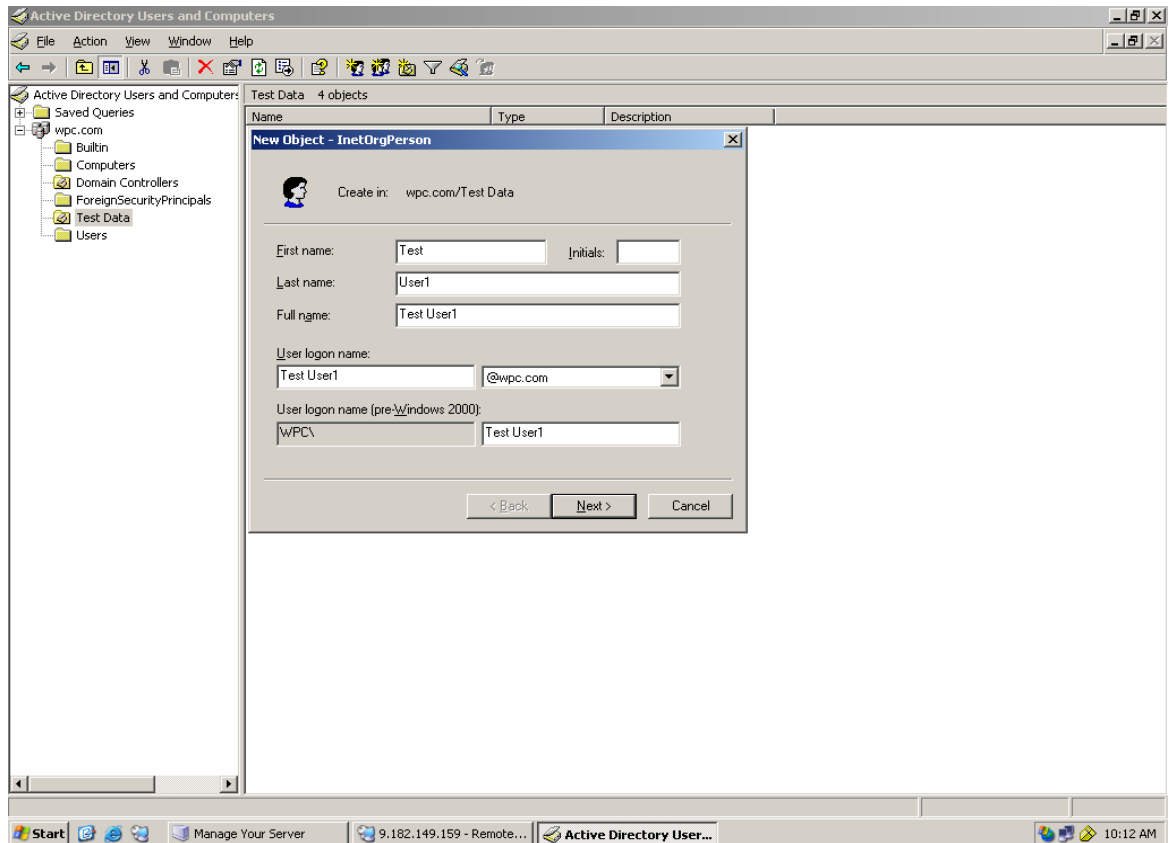 Active Directory Users and Computers
File Action View Window Help
Active Directory Users and Computers
Saved Queries
wpc.com
Builtin
Computers
Domain Controllers
ForeignSecurityPrincipals
Test Data
Users
Test Data 4 objects
Name Type Description
New Object - InetOrgPerson
Create in: wpc.com/Test Data
First name: Test Initials:
Last name: User1
Full name: Test User1
User logon name:
Test User1 @wpc.com
User logon name (pre-Windows 2000):
WPC\ Test User1
< Back Next > Cancel
Start Manage Your Server 9.182.149.159 - Remote... Active Directory User... 10:12 AM